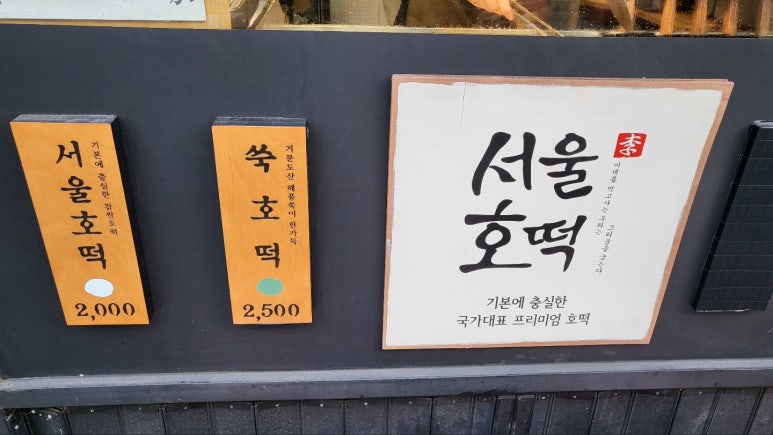 기본에 충실한 찹쌀호떡
서울호떡
2,000
거문도산 해풍쑥이 한가득
쑥호떡
2,500
李
서울
호떡
기본에 충실한
국가대표 프리미엄 호떡